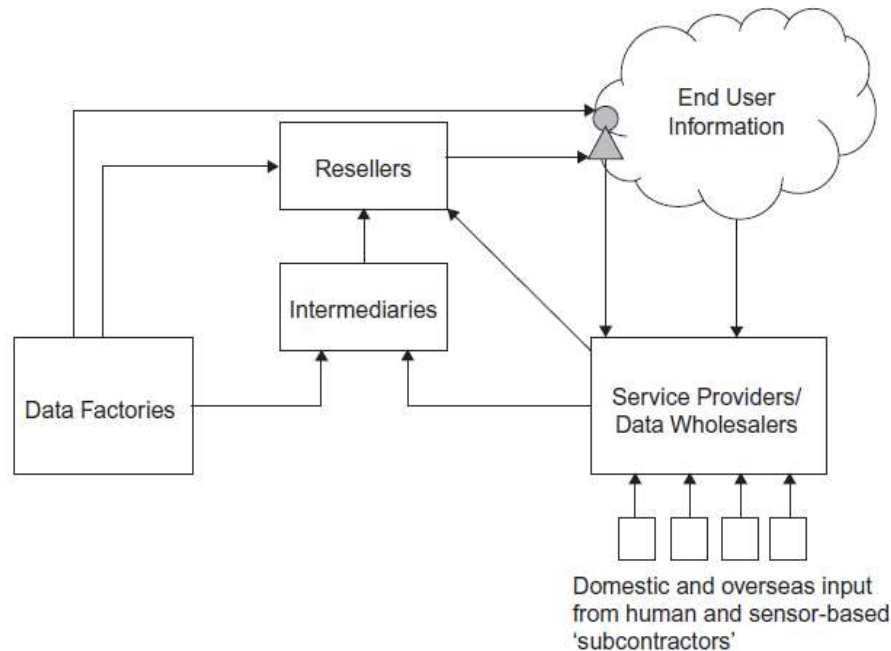 End User
Information
Resellers
Intermediaries
Data Factories
Service Providers/
Data Wholesalers
Domestic and overseas input
from human and sensor-based
‘subcontractors’